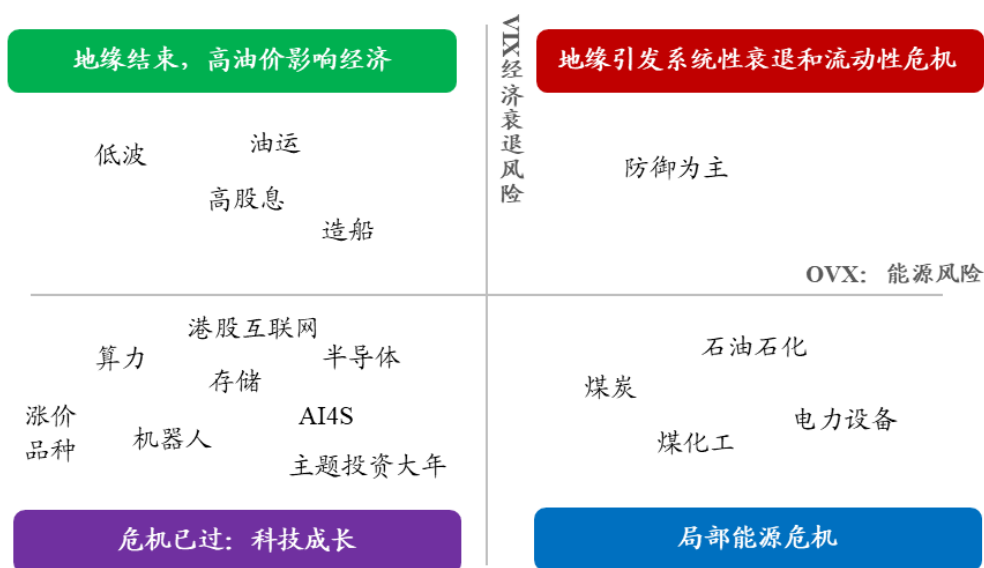 地缘结束，高油价影响经济
VIX经济衰退风险
地缘引发系统性衰退和流动性危机
低波
油运
高股息
造船
防御为主
OVX： 能源风险
港股互联网
算力
半导体
存储
涨价
品种
机器人
AI4S
主题投资大年
石油石化
煤炭
电力设备
煤化工
危机已过：科技成长
局部能源危机